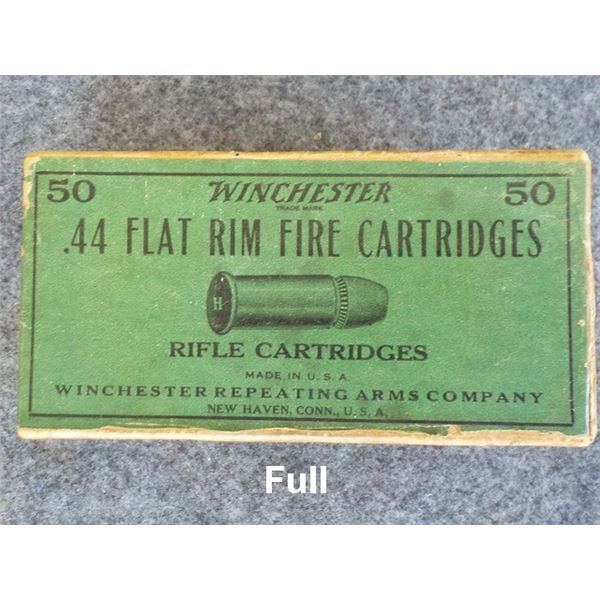 50 WINCHESTER 50
TRADE MARK
.44 FLAT RIM FIRE CARTRIDGES
H
RIFLE CARTRIDGES
MADE IN U.S.A.
WINCHESTER REPEATING ARMS COMPANY
NEW HAVEN, CONN., U.S.A.
Full